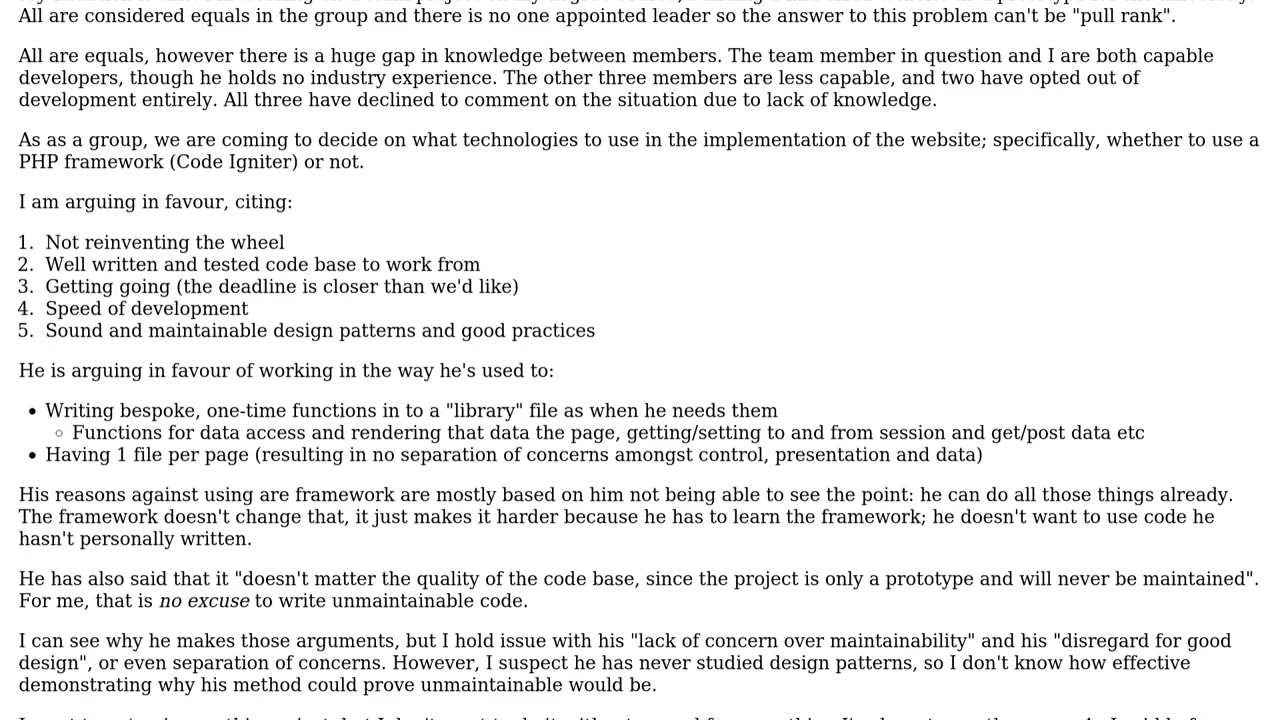 All are considered equals in the group and there is no one appointed leader so the answer to this problem can't be "pull rank".
All are equals, however there is a huge gap in knowledge between members. The team member in question and I are both capable
developers, though he holds no industry experience. The other three members are less capable, and two have opted out of
development entirely. All three have declined to comment on the situation due to lack of knowledge.
As as a group, we are coming to decide on what technologies to use in the implementation of the website; specifically, whether to use a
PHP framework (Code Igniter) or not.
I am arguing in favour, citing:
1. Not reinventing the wheel
2. Well written and tested code base to work from
3. Getting going (the deadline is closer than we'd like)
4. Speed of development
5. Sound and maintainable design patterns and good practices
He is arguing in favour of working in the way he's used to:
• Writing bespoke, one-time functions in to a "library" file as when he needs them
◦ Functions for data access and rendering that data the page, getting/setting to and from session and get/post data etc
• Having 1 file per page (resulting in no separation of concerns amongst control, presentation and data)
His reasons against using are framework are mostly based on him not being able to see the point: he can do all those things already.
The framework doesn't change that, it just makes it harder because he has to learn the framework; he doesn't want to use code he
hasn't personally written.
He has also said that it "doesn't matter the quality of the code base, since the project is only a prototype and will never be maintained".
For me, that is no excuse to write unmaintainable code.
I can see why he makes those arguments, but I hold issue with his "lack of concern over maintainability" and his "disregard for good
design", or even separation of concerns. However, I suspect he has never studied design patterns, so I don't know how effective
demonstrating why his method could prove unmaintainable would be.